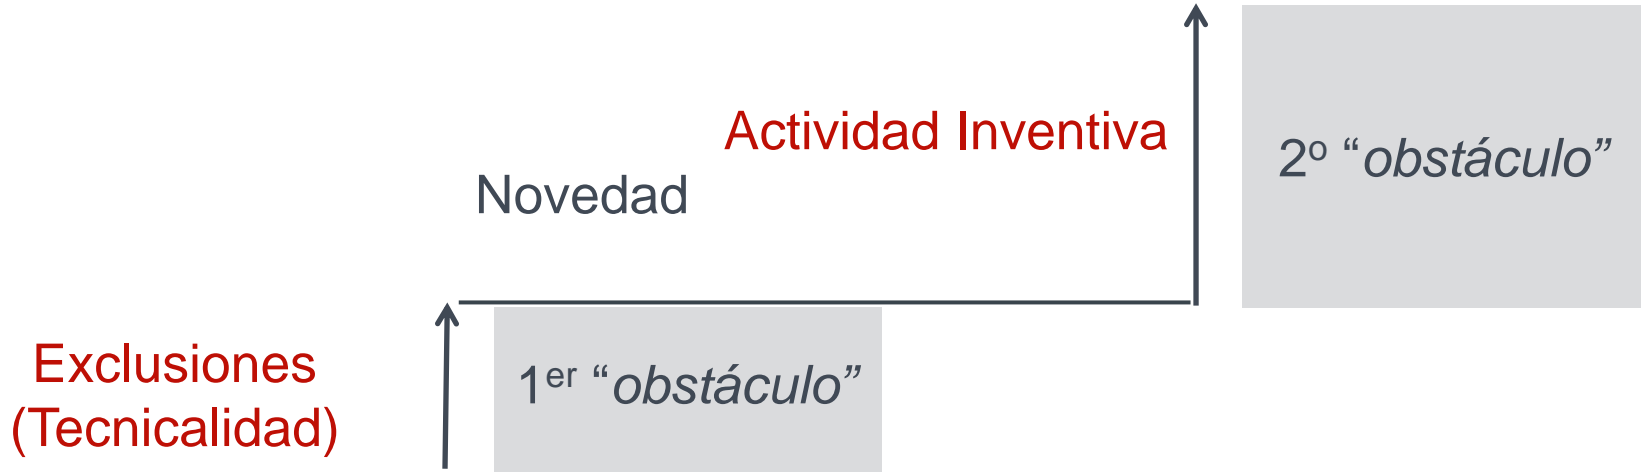 Actividad Inventiva
2º “obstáculo”
Novedad
Exclusiones
(Tecnicalidad)
1er “obstáculo”